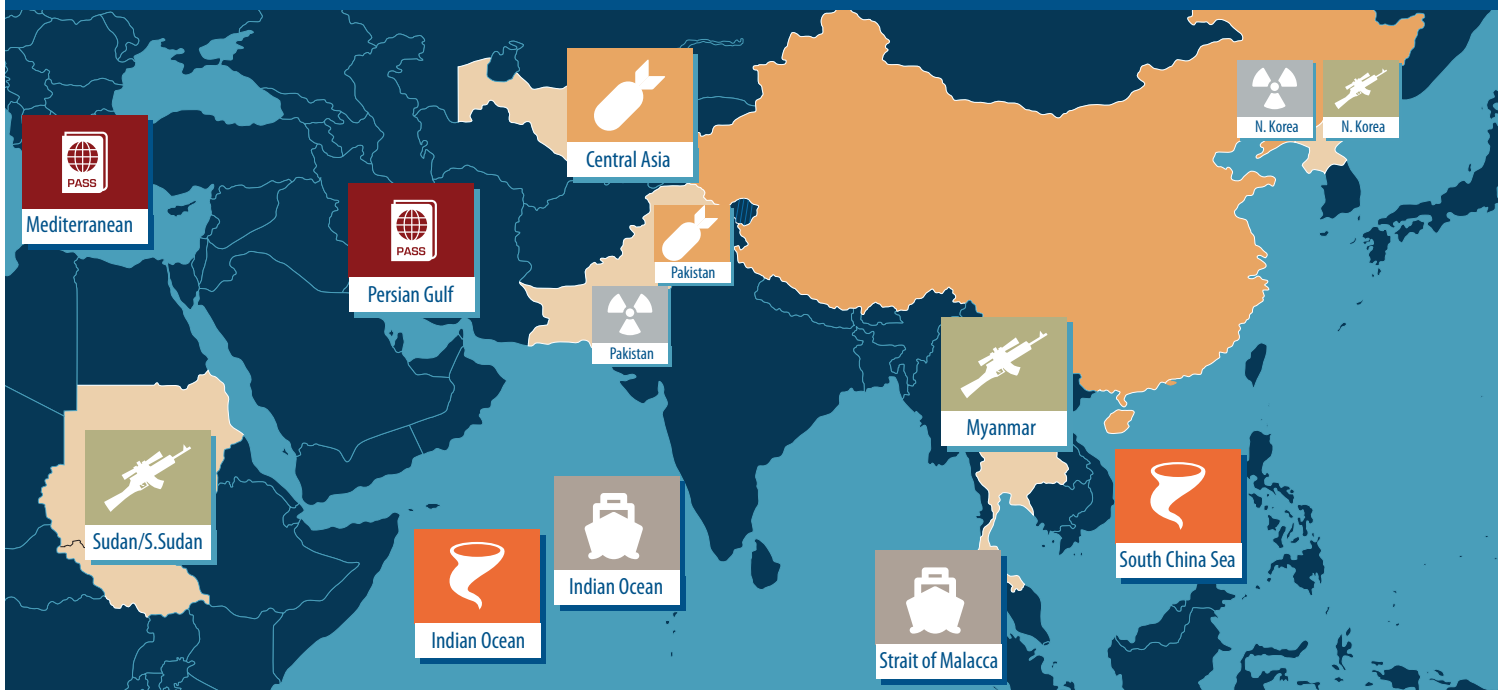 Central Asia
N. Korea
N. Korea
PASS
Mediterranean
PASS
Persian Gulf
Pakistan
Pakistan
Myanmar
Sudan/S.Sudan
South China Sea
Indian Ocean
Indian Ocean
Strait of Malacca